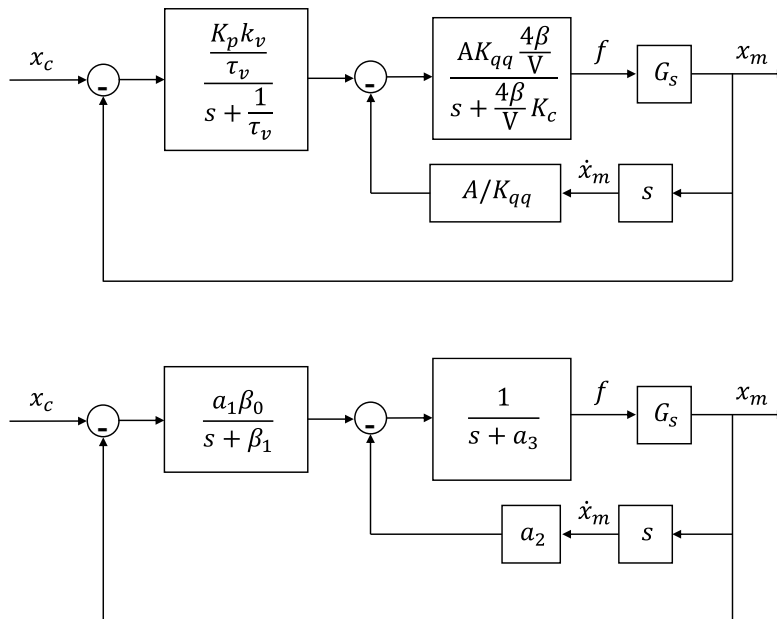 x_c
K_p k_v / τ_v
s + 1/τ_v
AK_qq 4β/V
s + 4β/V K_c
f
G_s
x_m
-
-
A/K_qq
ẋ_m
s
x_c
a_1 β_0
s + β_1
1
s + a_3
f
G_s
x_m
-
-
a_2
ẋ_m
s